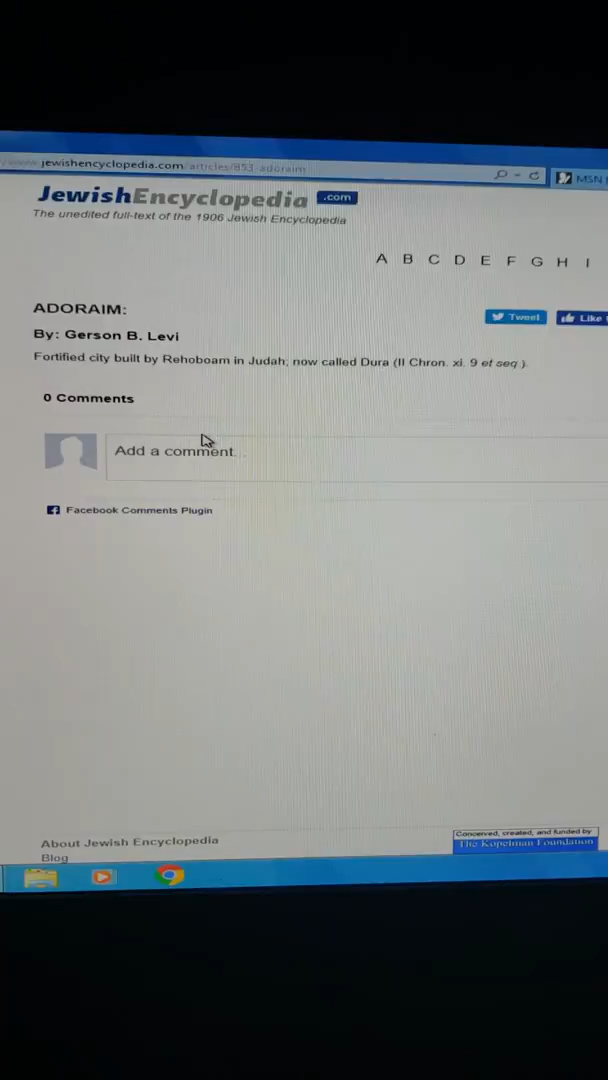 www.jewishencyclopedia.com/articles/853-adoraim
MSN
JewishEncyclopedia .com
The unedited full-text of the 1906 Jewish Encyclopedia
A B C D E F G H I
ADORAIM:
Tweet Like
By: Gerson B. Levi
Fortified city built by Rehoboam in Judah; now called Dura (II Chron. xi. 9 et seq.).
0 Comments
Add a comment...
Facebook Comments Plugin
About Jewish Encyclopedia
Blog
Conceived, created, and funded by
The Kopelman Foundation